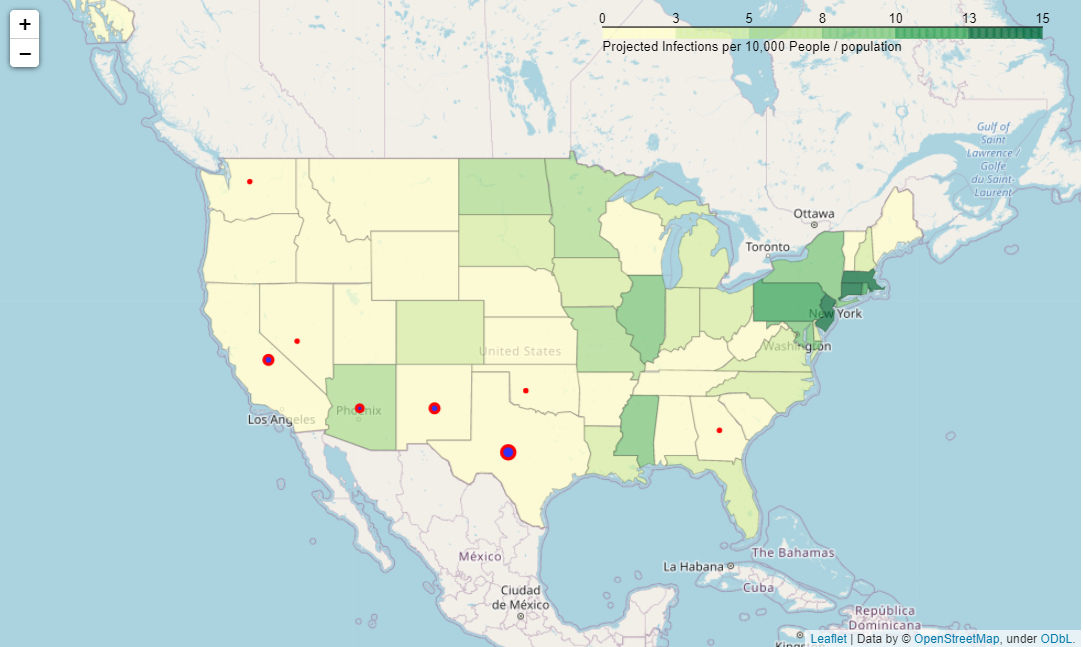 +
−
0 3 5 8 10 13 15
Projected Infections per 10,000 People / population
Gulf of
Saint
Lawrence /
Golfe
du Saint-
Laurent
Ottawa
Toronto
New York
Washington
United States
Phoenix
Los Angeles
México
The Bahamas
La Habana
Cuba
Ciudad
de México
República
Dominicana
Leaflet | Data by © OpenStreetMap, under ODbL.